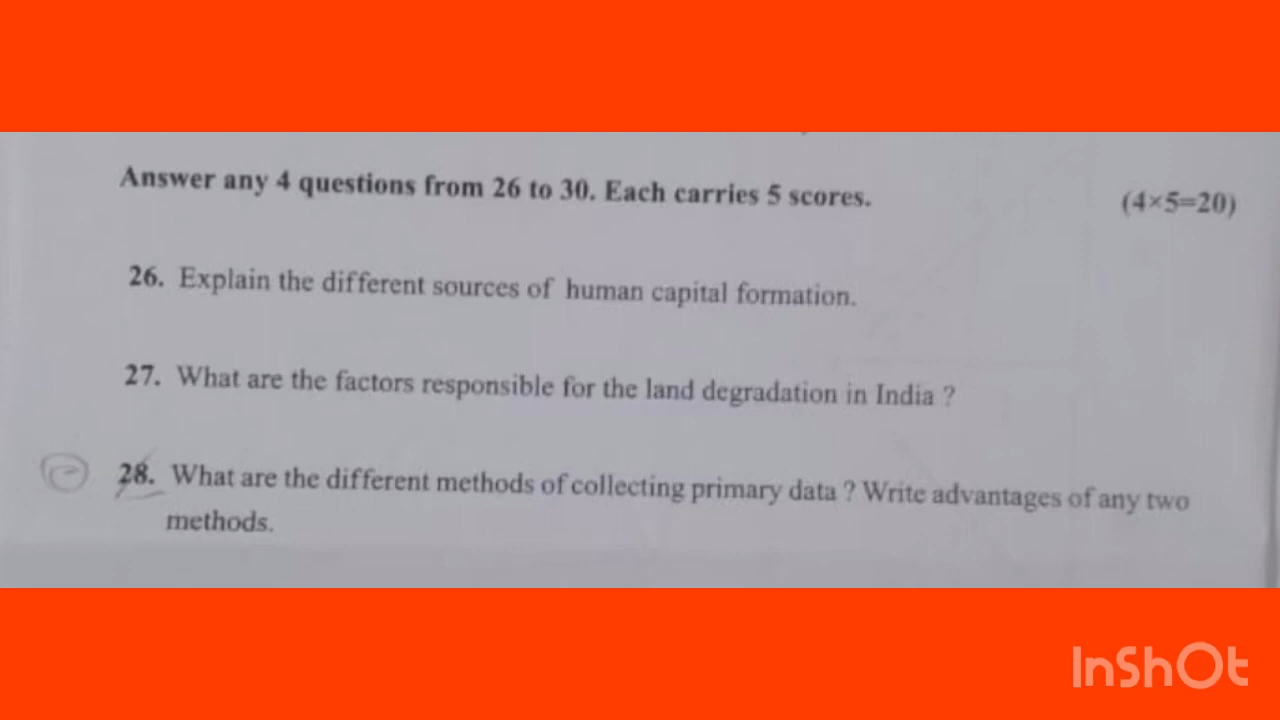 Answer any 4 questions from 26 to 30. Each carries 5 scores. (4×5=20)
26. Explain the different sources of human capital formation.
27. What are the factors responsible for the land degradation in India ?
28. What are the different methods of collecting primary data ? Write advantages of any two
methods.
InShOt